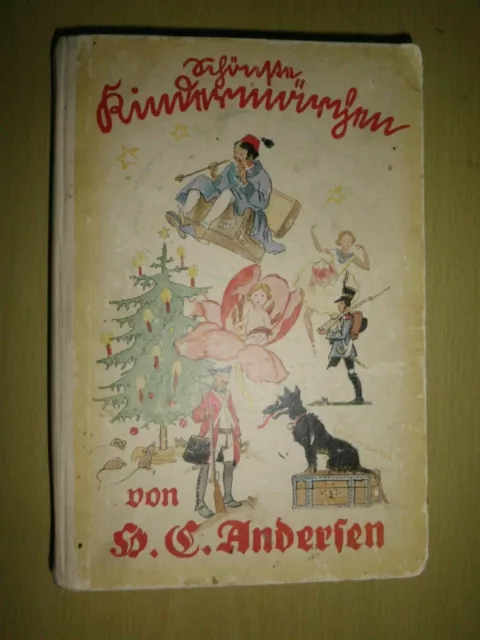 Schönste
Kindermärchen
von
H. C. Andersen